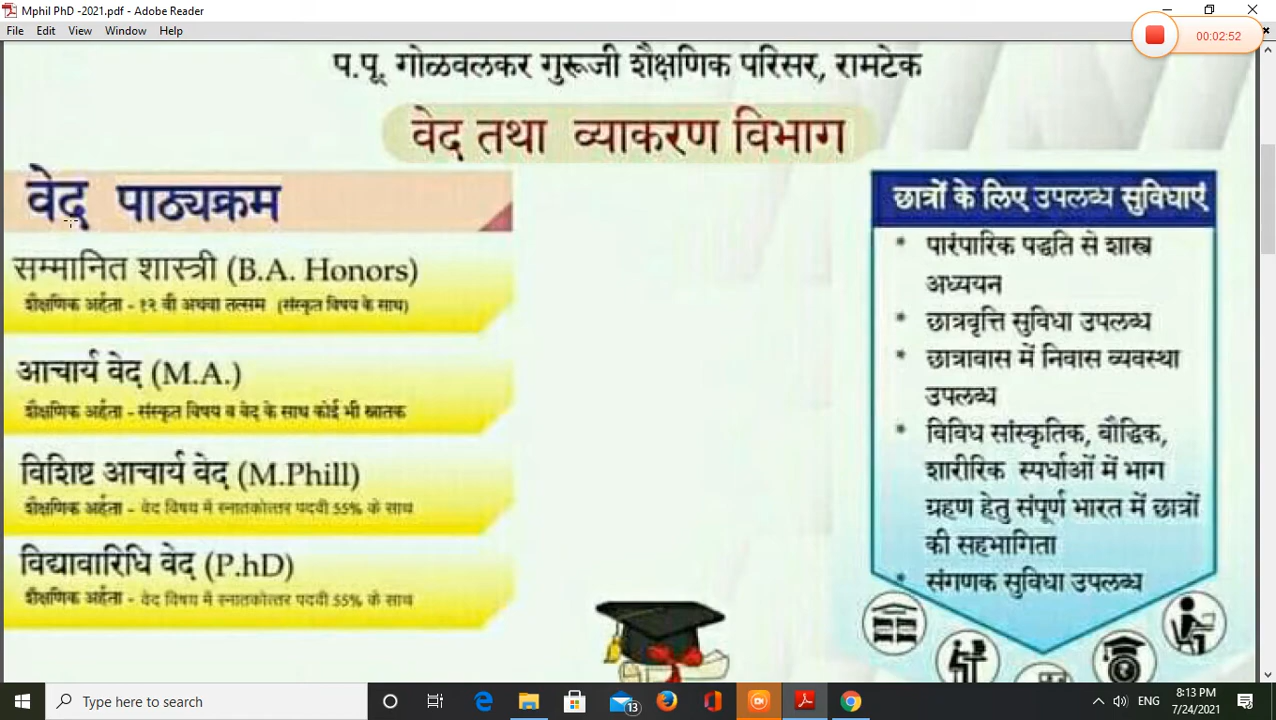 Mphil PhD -2021.pdf - Adobe Reader
File Edit View Window Help
00:02:52
प.पू. गोळवलकर गुरूजी शैक्षणिक परिसर, रामटेक
वेद तथा व्याकरण विभाग
वेद पाठ्यक्रम
सम्मानित शास्त्री (B.A. Honors)
शैक्षणिक अर्हता - १२ वी अथवा तत्सम (संस्कृत विषय के साथ)
आचार्य वेद (M.A.)
शैक्षणिक अर्हता - संस्कृत विषय व वेद के साथ कोई भी स्नातक
विशिष्ट आचार्य वेद (M.Phill)
शैक्षणिक अर्हता - वेद विषय में स्नातकोत्तर पदवी 55% के साथ
विद्यावारिधि वेद (P.hD)
शैक्षणिक अर्हता - वेद विषय में स्नातकोत्तर पदवी 55% के साथ
छात्रों के लिए उपलब्ध सुविधाएं
* पारंपारिक पद्धति से शास्त्र
अध्ययन
* छात्रवृत्ति सुविधा उपलब्ध
* छात्रावास में निवास व्यवस्था
उपलब्ध
* विविध सांस्कृतिक, बौद्धिक,
शारीरिक स्पर्धाओं में भाग
ग्रहण हेतु संपूर्ण भारत में छात्रों
की सहभागिता
* संगणक सुविधा उपलब्ध
Type here to search
13
ENG
8:13 PM
7/24/2021